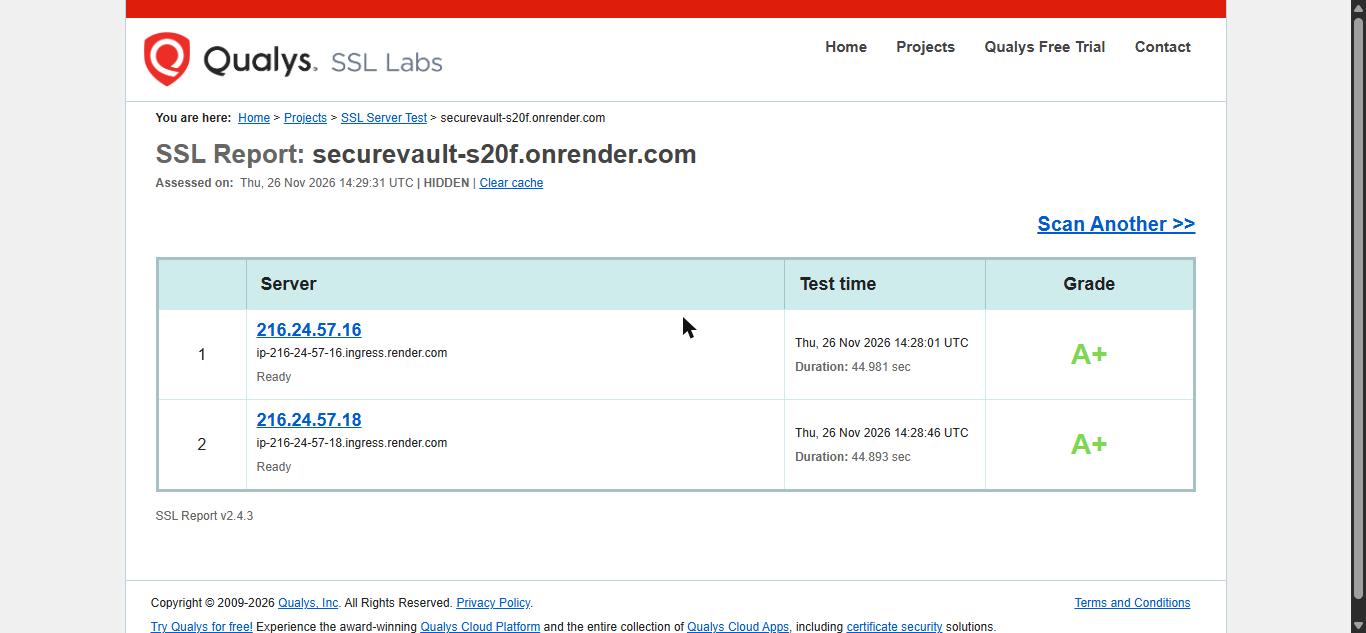 Qualys. SSL Labs
Home Projects Qualys Free Trial Contact
You are here: Home > Projects > SSL Server Test > securevault-s20f.onrender.com
SSL Report: securevault-s20f.onrender.com
Assessed on: Thu, 26 Nov 2026 14:29:31 UTC | HIDDEN | Clear cache
Scan Another >>
Server Test time Grade
1
216.24.57.16
ip-216-24-57-16.ingress.render.com
Ready
Thu, 26 Nov 2026 14:28:01 UTC
Duration: 44.981 sec
A+
2
216.24.57.18
ip-216-24-57-18.ingress.render.com
Ready
Thu, 26 Nov 2026 14:28:46 UTC
Duration: 44.893 sec
A+
SSL Report v2.4.3
Copyright © 2009-2026 Qualys, Inc. All Rights Reserved. Privacy Policy. Terms and Conditions
Try Qualys for free! Experience the award-winning Qualys Cloud Platform and the entire collection of Qualys Cloud Apps, including certificate security solutions.